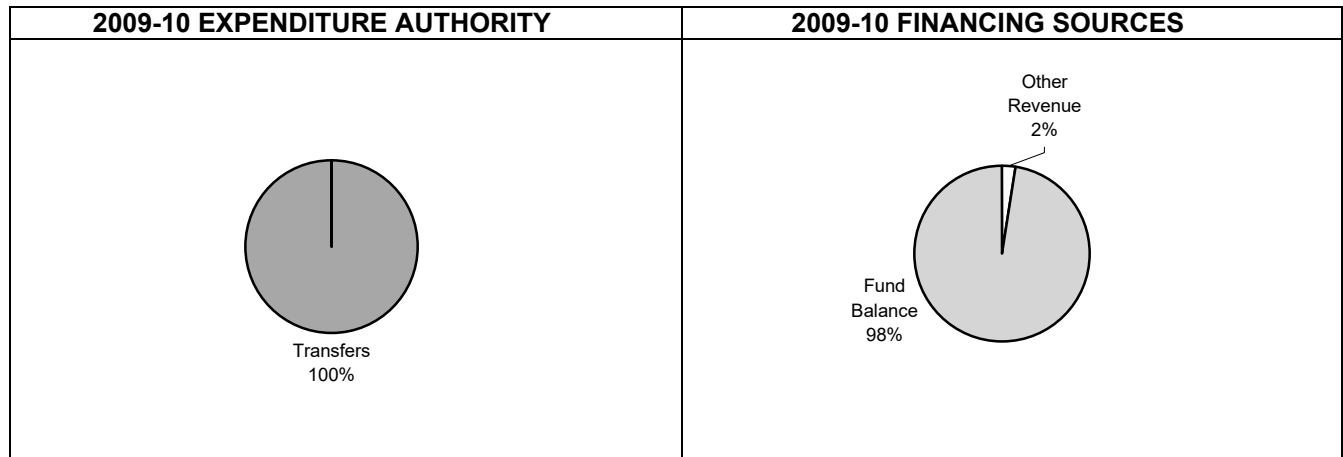 2009-10 EXPENDITURE AUTHORITY
Transfers
100%
2009-10 FINANCING SOURCES
Other
Revenue
2%
Fund
Balance
98%